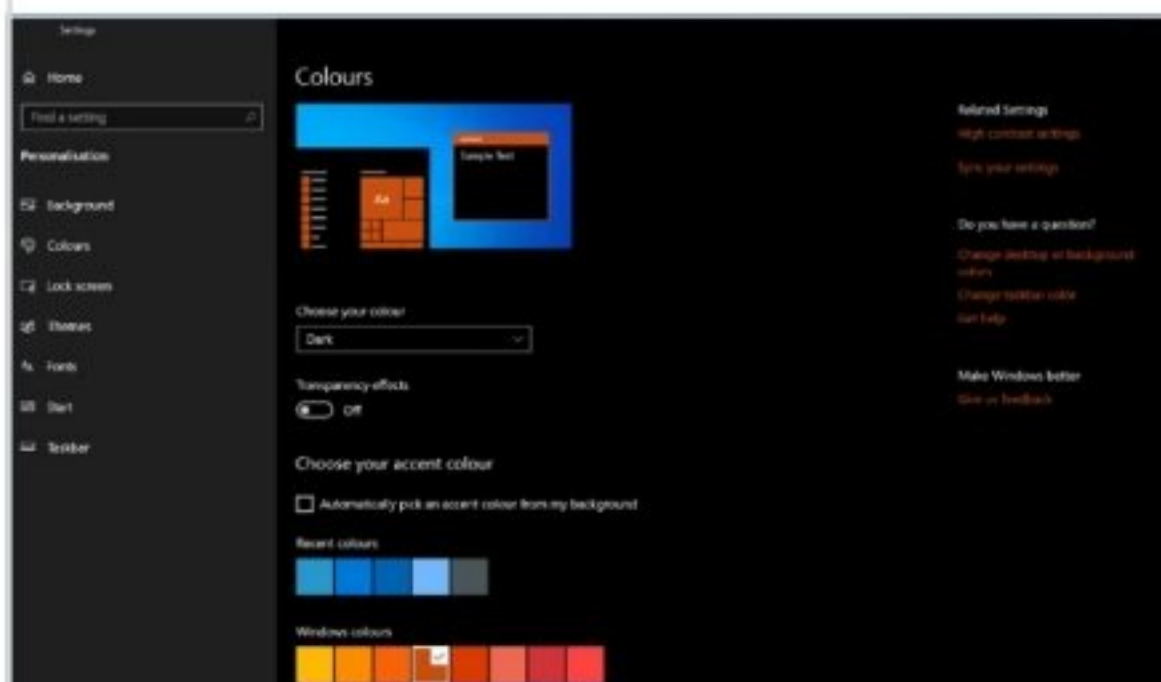 Settings
Home
Find a setting
Personalisation
Background
Colours
Lock screen
Themes
Fonts
Start
Taskbar
Colours
Sample Text
Aa
Choose your colour
Dark
Transparency effects
Off
Choose your accent colour
Automatically pick an accent colour from my background
Recent colours
Windows colours
Related Settings
High contrast settings
Sync your settings
Do you have a question?
Change desktop or background
colors
Change taskbar color
Get help
Make Windows better
Give us feedback